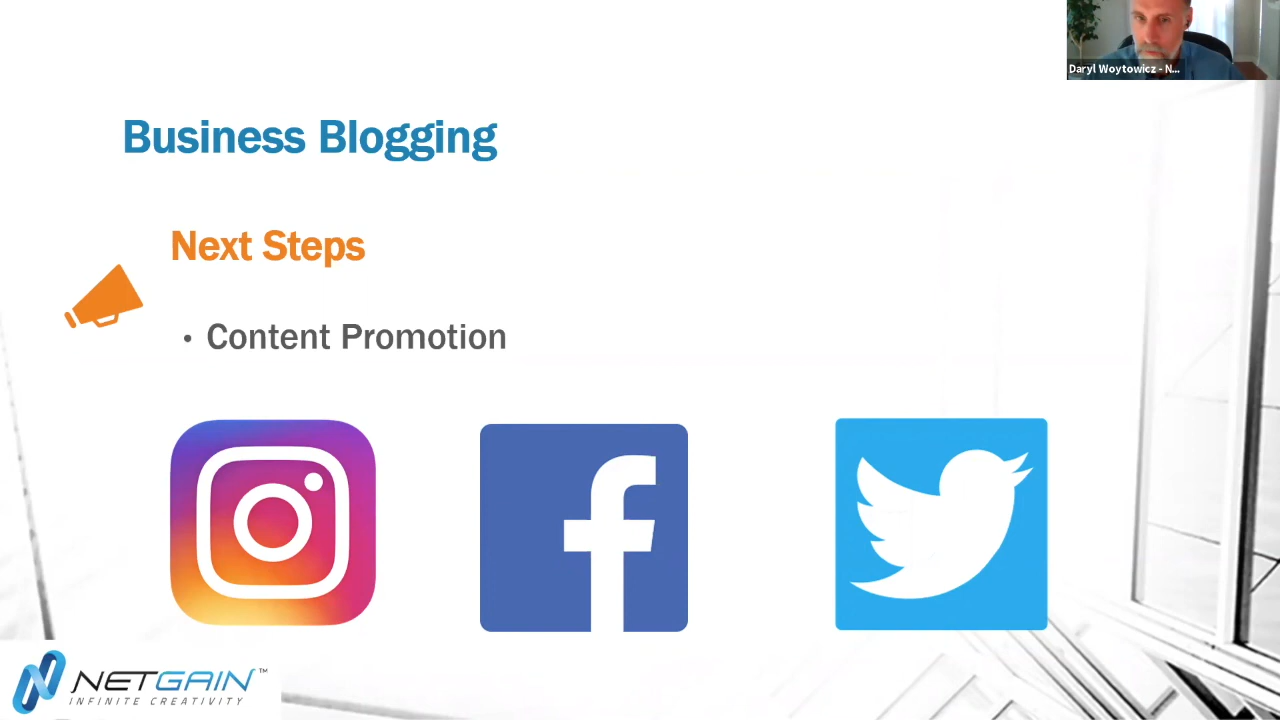 Daryl Woytowicz - N...
Business Blogging
Next Steps
• Content Promotion
NETGAIN™
INFINITE CREATIVITY